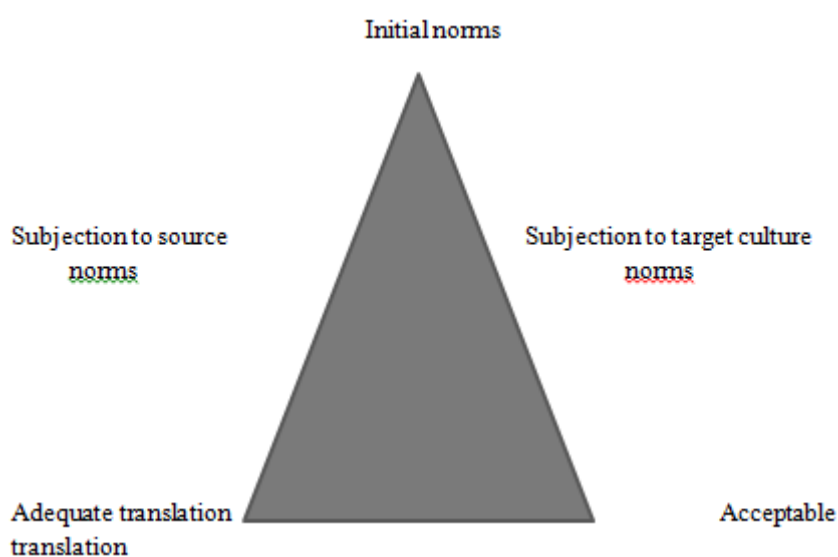 Initial norms
Subjection to source
norms
Subjection to target culture
norms
Adequate translation
Acceptable
translation